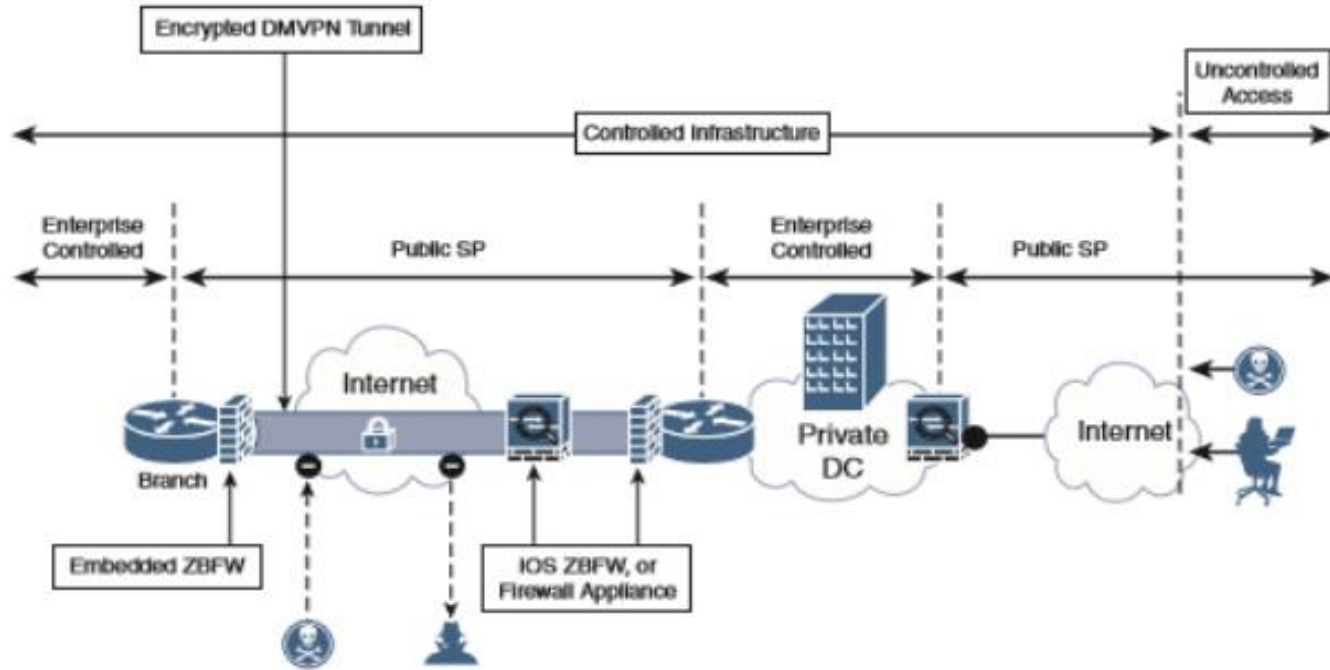 Encrypted DMVPN Tunnel
Uncontrolled
Access
Controlled Infrastructure
Enterprise
Controlled
Public SP
Enterprise
Controlled
Public SP
Internet
Branch
Private
DC
Internet
Embedded ZBFW
IOS ZBFW, or
Firewall Appliance